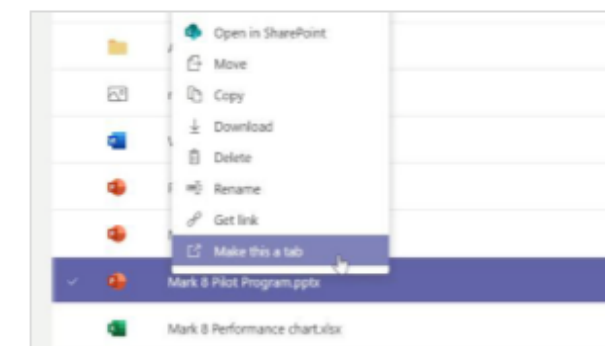 Open in SharePoint
Move
Copy
Download
Delete
Rename
Get link
Make this a tab
Mark 8 Pilot Program.pptx
Mark 8 Performance chart.xlsx